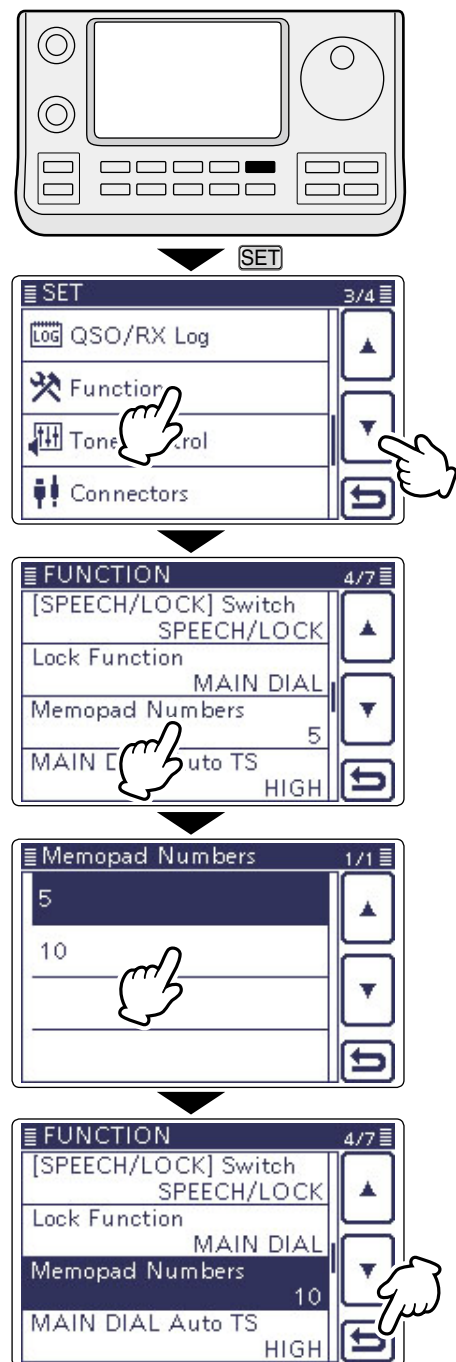 SET
SET 3/4
LOG QSO/RX Log
Function
Tone trol
Connectors
FUNCTION 4/7
[SPEECH/LOCK] Switch
SPEECH/LOCK
Lock Function
MAIN DIAL
Memopad Numbers
5
MAIN D uto TS
HIGH
Memopad Numbers 1/1
5
10
FUNCTION 4/7
[SPEECH/LOCK] Switch
SPEECH/LOCK
Lock Function
MAIN DIAL
Memopad Numbers
10
MAIN DIAL Auto TS
HIGH